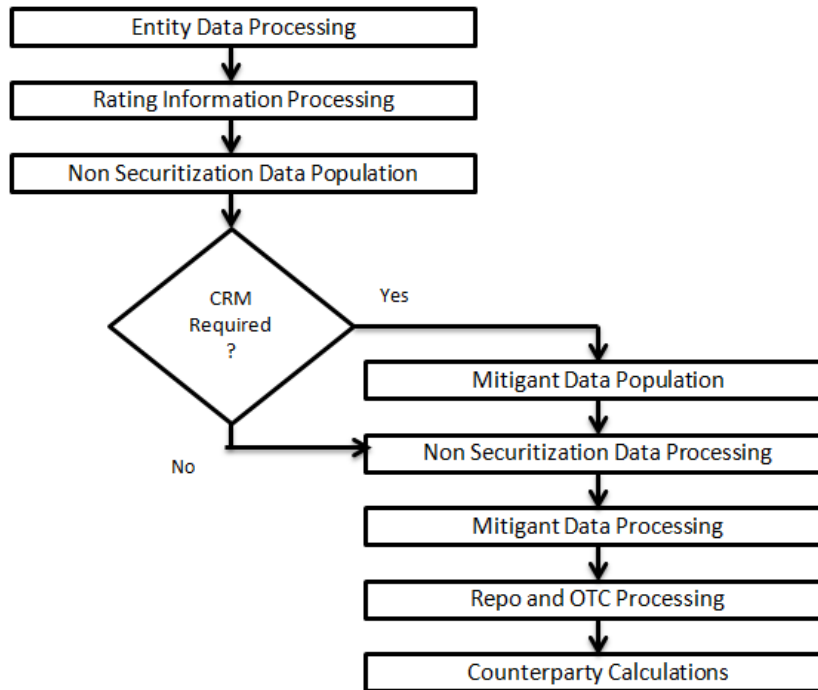 Entity Data Processing
Rating Information Processing
Non Securitization Data Population
CRM
Required
?
Yes
No
Mitigant Data Population
Non Securitization Data Processing
Mitigant Data Processing
Repo and OTC Processing
Counterparty Calculations